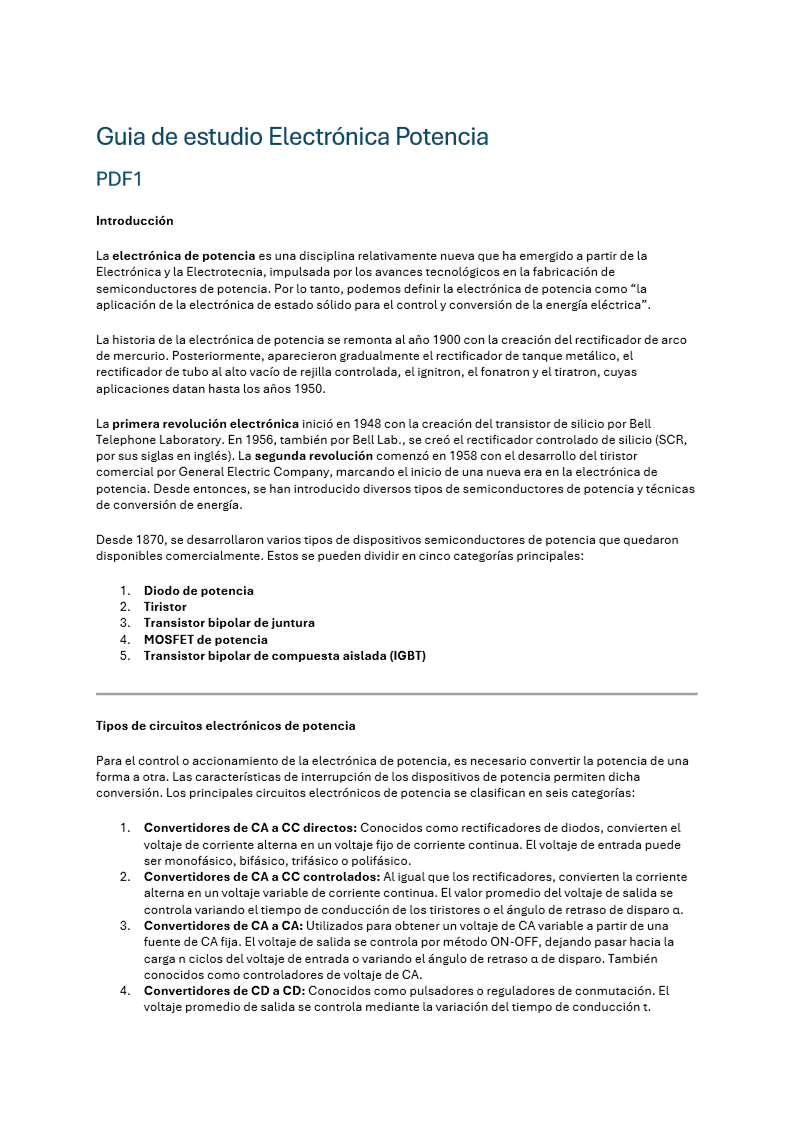 Guia de estudio Electrónica Potencia
PDF1
Introducción
La electrónica de potencia es una disciplina relativamente nueva que ha emergido a partir de la
Electrónica y la Electrotecnia, impulsada por los avances tecnológicos en la fabricación de
semiconductores de potencia. Por lo tanto, podemos definir la electrónica de potencia como “la
aplicación de la electrónica de estado sólido para el control y conversión de la energía eléctrica”.
La historia de la electrónica de potencia se remonta al año 1900 con la creación del rectificador de arco
de mercurio. Posteriormente, aparecieron gradualmente el rectificador de tanque metálico, el
rectificador de tubo al alto vacío de rejilla controlada, el ignitron, el fonatron y el tiratron, cuyas
aplicaciones datan hasta los años 1950.
La primera revolución electrónica inició en 1948 con la creación del transistor de silicio por Bell
Telephone Laboratory. En 1956, también por Bell Lab., se creó el rectificador controlado de silicio (SCR,
por sus siglas en inglés). La segunda revolución comenzó en 1958 con el desarrollo del tiristor
comercial por General Electric Company, marcando el inicio de una nueva era en la electrónica de
potencia. Desde entonces, se han introducido diversos tipos de semiconductores de potencia y técnicas
de conversión de energía.
Desde 1870, se desarrollaron varios tipos de dispositivos semiconductores de potencia que quedaron
disponibles comercialmente. Estos se pueden dividir en cinco categorías principales:
1. Diodo de potencia
2. Tiristor
3. Transistor bipolar de juntura
4. MOSFET de potencia
5. Transistor bipolar de compuesta aislada (IGBT)
Tipos de circuitos electrónicos de potencia
Para el control o accionamiento de la electrónica de potencia, es necesario convertir la potencia de una
forma a otra. Las características de interrupción de los dispositivos de potencia permiten dicha
conversión. Los principales circuitos electrónicos de potencia se clasifican en seis categorías:
1. Convertidores de CA a CC directos: Conocidos como rectificadores de diodos, convierten el
voltaje de corriente alterna en un voltaje fijo de corriente continua. El voltaje de entrada puede
ser monofásico, bifásico, trifásico o polifásico.
2. Convertidores de CA a CC controlados: Al igual que los rectificadores, convierten la corriente
alterna en un voltaje variable de corriente continua. El valor promedio del voltaje de salida se
controla variando el tiempo de conducción de los tiristores o el ángulo de retraso de disparo α.
3. Convertidores de CA a CA: Utilizados para obtener un voltaje de CA variable a partir de una
fuente de CA fija. El voltaje de salida se controla por método ON-OFF, dejando pasar hacia la
carga n ciclos del voltaje de entrada o variando el ángulo de retraso α de disparo. También
conocidos como controladores de voltaje de CA.
4. Convertidores de CD a CD: Conocidos como pulsadores o reguladores de conmutación. El
voltaje promedio de salida se controla mediante la variación del tiempo de conducción t.